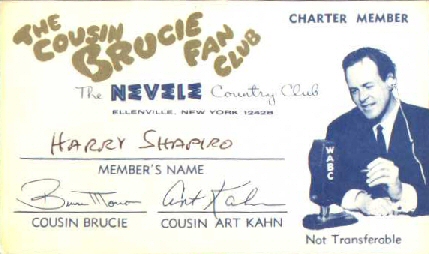 CHARTER MEMBER
THE
COUSIN
BRUCIE
FAN
CLUB
The NEVELE Country Club
ELLENVILLE, NEW YORK 12428
HARRY SHAPIRO
MEMBER'S NAME
WABC
Art Kahn
COUSIN BRUCIE COUSIN ART KAHN
Not Transferable